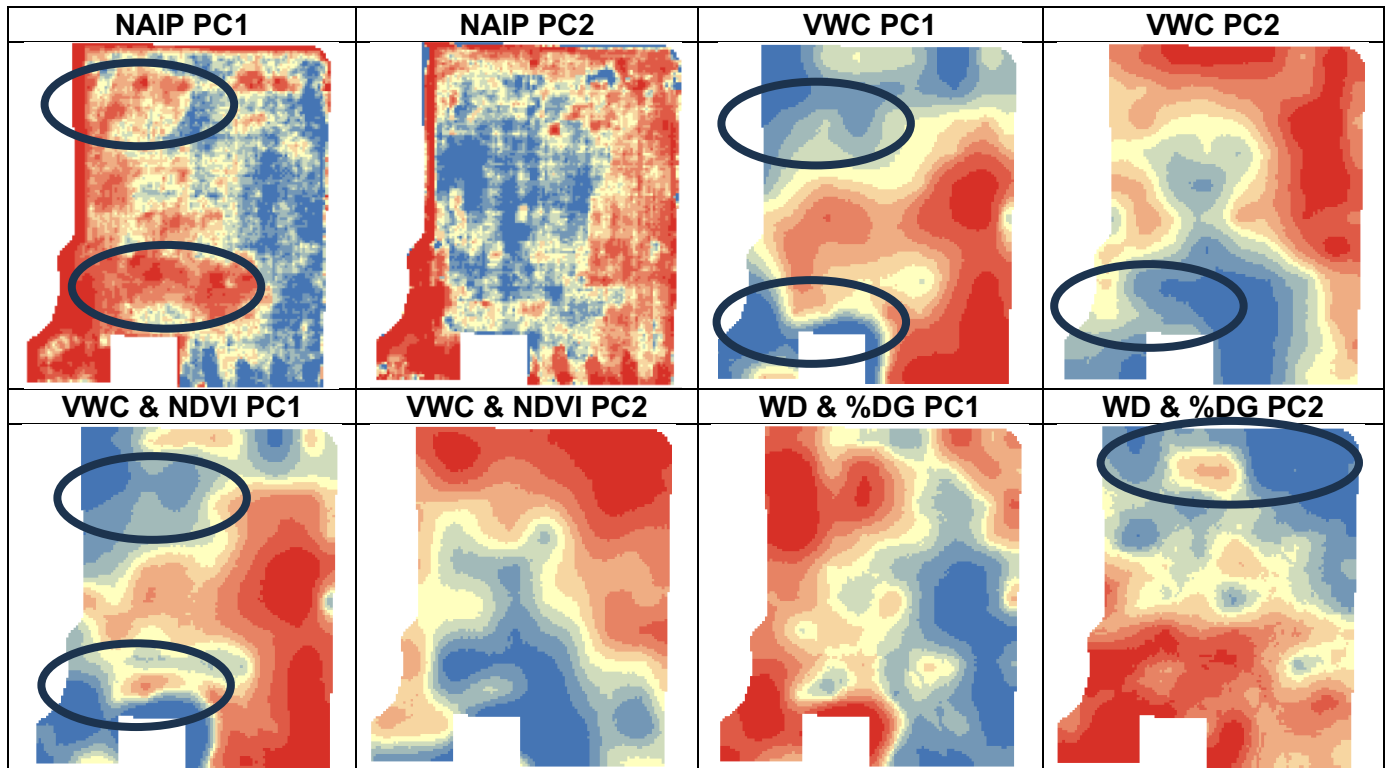 NAIP PC1
NAIP PC2
VWC PC1
VWC PC2
VWC & NDVI PC1
VWC & NDVI PC2
WD & %DG PC1
WD & %DG PC2